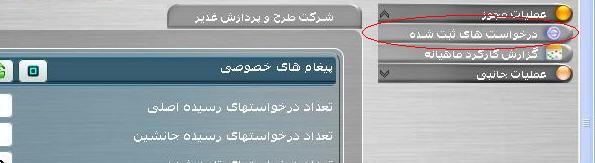 عملیات مجوز
درخواست های ثبت شده
گزارش کارکرد ماهیانه
عملیات جانبی
شرکت طرح و پردازش غدیر
پیغام های خصوصی
تعداد درخواستهای رسیده اصلی
تعداد درخواستهای رسیده جانشین